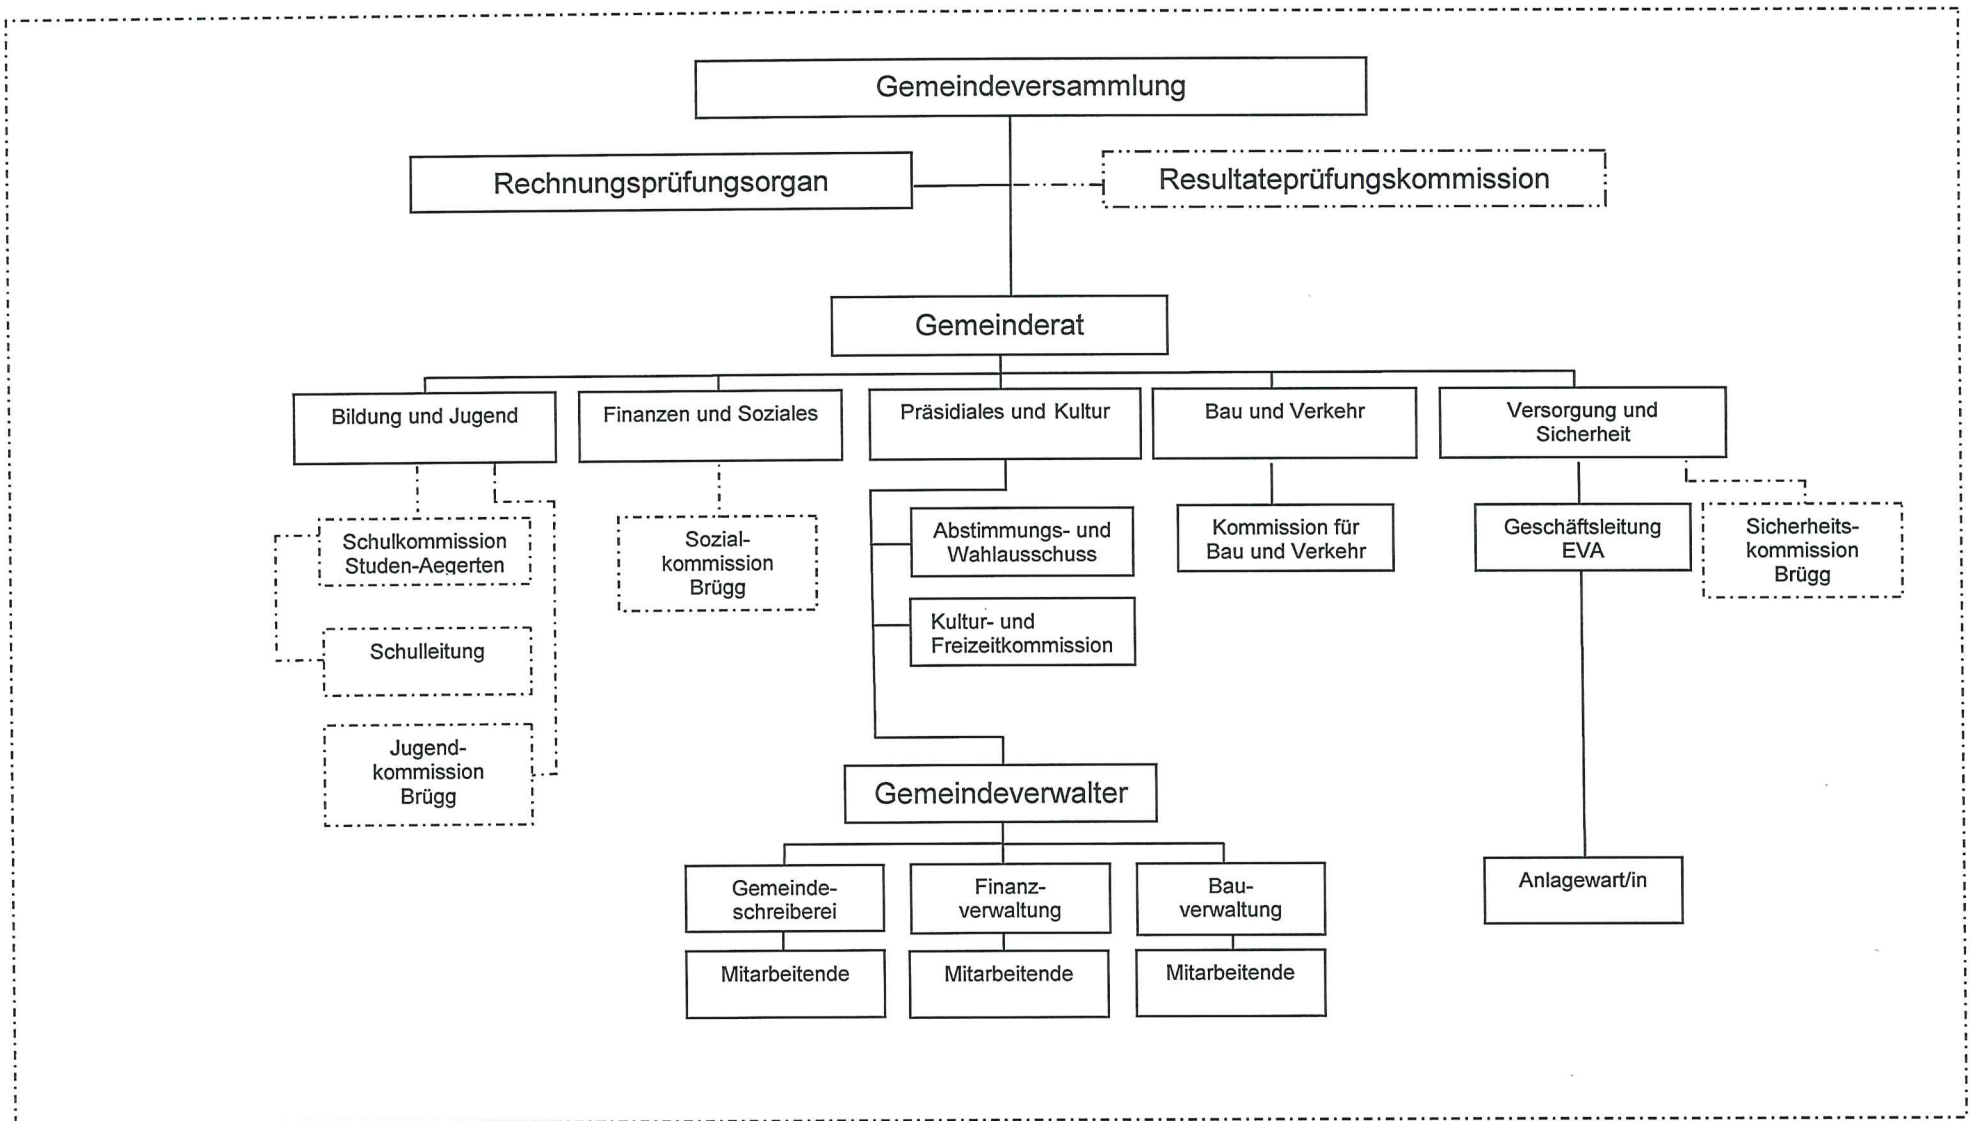 Gemeindeversammlung
Rechnungsprüfungsorgan
Resultateprüfungskommission
Gemeinderat
Bildung und Jugend
Finanzen und Soziales
Präsidiales und Kultur
Bau und Verkehr
Versorgung und
Sicherheit
Schulkommission
Studen-Aegerten
Schulleitung
Jugend-
kommission
Brügg
Sozial-
kommission
Brügg
Abstimmungs- und
Wahlausschuss
Kultur- und
Freizeitkommission
Kommission für
Bau und Verkehr
Geschäftsleitung
EVA
Sicherheits-
kommission
Brügg
Gemeindeverwalter
Gemeinde-
schreiberei
Finanz-
verwaltung
Bau-
verwaltung
Anlagewart/in
Mitarbeitende
Mitarbeitende
Mitarbeitende